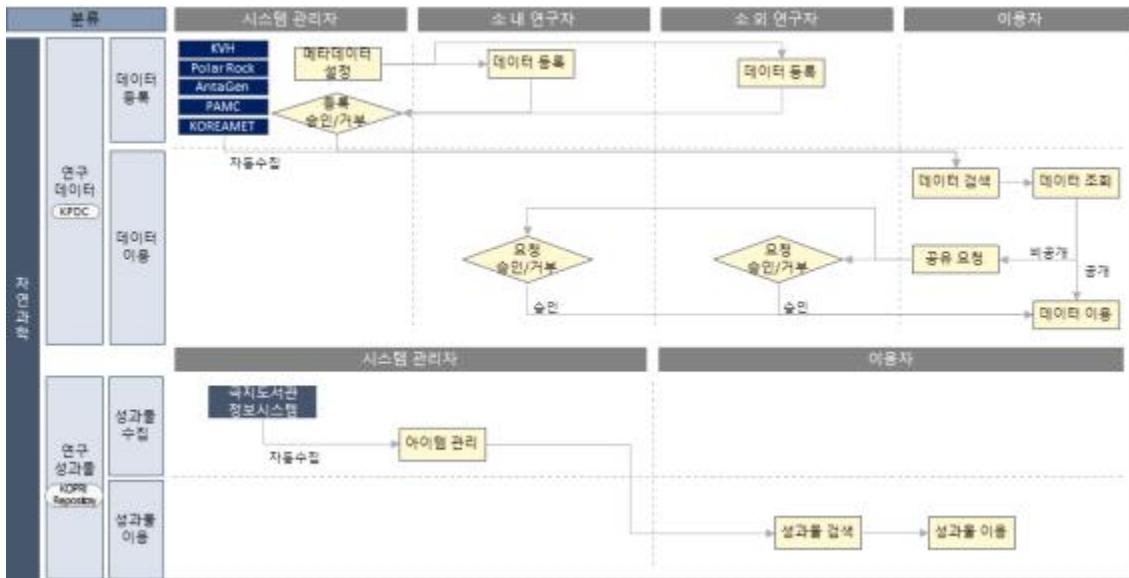 분류
시스템 관리자
소내 연구자
소외 연구자
이용자
자연과학
연구
데이터
KPDC
데이터
등록
KVH
Polar Rock
AntaGen
PAMC
KOREAMET
메타데이터
설정
데이터 등록
데이터 등록
등록
승인/거부
자동수집
데이터
이용
데이터 검색
데이터 조회
요청
승인/거부
요청
승인/거부
공유 요청
비공개
공개
승인
승인
데이터 이용
시스템 관리자
이용자
연구
성과물
KOPRI
Repository
성과물
수집
극지도서관
정보시스템
자동수집
아이템 관리
성과물
이용
성과물 검색
성과물 이용